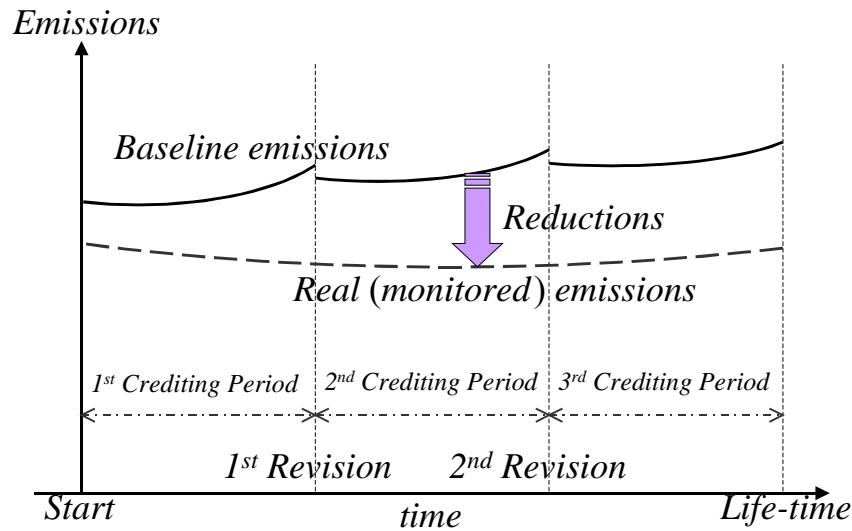 Emissions
Baseline emissions
Reductions
Real (monitored) emissions
1st Crediting Period 2nd Crediting Period 3rd Crediting Period
1st Revision 2nd Revision
Start time Life-time